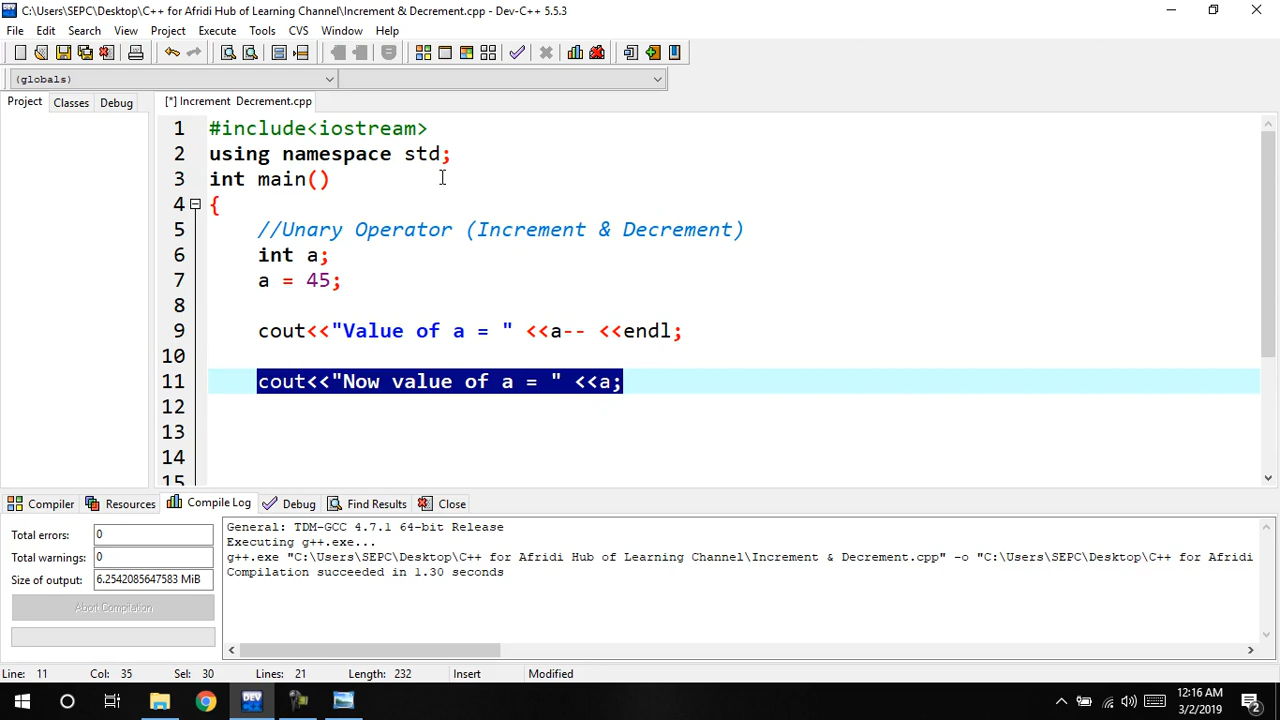 C:\Users\SEPC\Desktop\C++ for Afridi Hub of Learning Channel\Increment & Decrement.cpp - Dev-C++ 5.5.3
File Edit Search View Project Execute Tools CVS Window Help
(globals)
Project Classes Debug [*] Increment  Decrement.cpp
1 #include<iostream>
2 using namespace std;
3 int main()
4 {
5 //Unary Operator (Increment & Decrement)
6 int a;
7 a = 45;
8
9 cout<<"Value of a = " <<a-- <<endl;
10
11 cout<<"Now value of a = " <<a;
12
13
14
15
Compiler Resources Compile Log Debug Find Results Close
Total errors: 0
Total warnings: 0
Size of output: 6.2542085647583 MiB
Abort Compilation
General: TDM-GCC 4.7.1 64-bit Release
Executing g++.exe...
g++.exe "C:\Users\SEPC\Desktop\C++ for Afridi Hub of Learning Channel\Increment & Decrement.cpp" -o "C:\Users\SEPC\Desktop\C++ for Afridi
Compilation succeeded in 1.30 seconds
Line: 11 Col: 35 Sel: 30 Lines: 21 Length: 232 Insert Modified
DEV
12:16 AM
3/2/2019
2